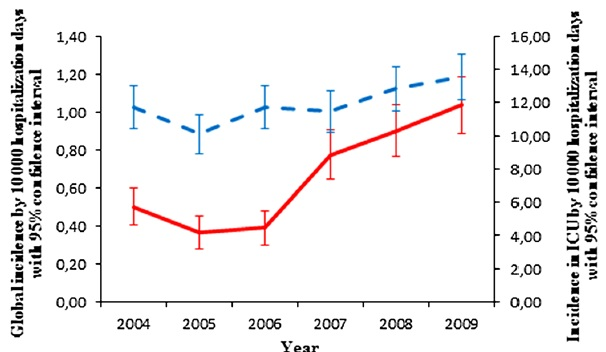 Global incidence by 10 000 hospitalization days
with 95% confidence interval
1,40
1,20
1,00
0,80
0,60
0,40
0,20
0,00
16,00
14,00
12,00
10,00
8,00
6,00
4,00
2,00
0,00
Incidence in ICU by 10 000 hospitalization days
with 95% confidence interval
2004 2005 2006 2007 2008 2009
Year